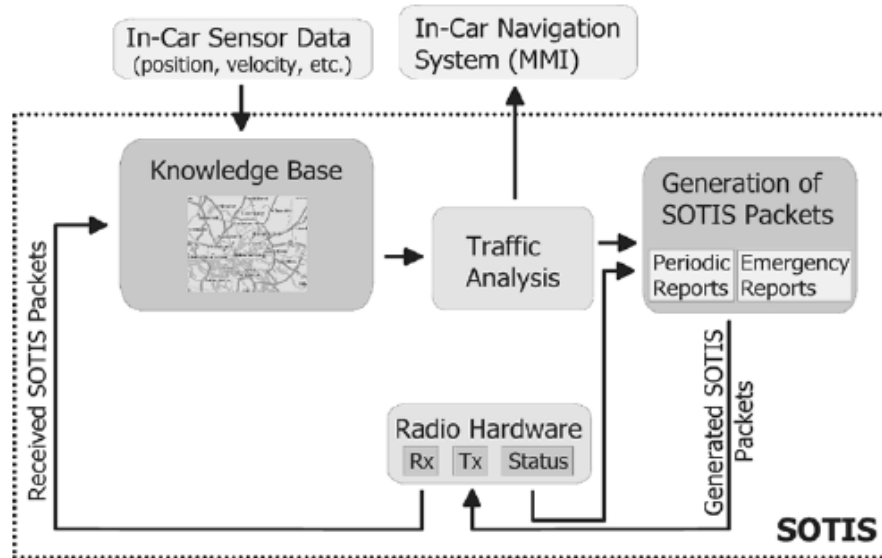 In-Car Sensor Data
(position, velocity, etc.)
In-Car Navigation
System (MMI)
Knowledge Base
Traffic
Analysis
Generation of
SOTIS Packets
Periodic
Reports
Emergency
Reports
Received SOTIS Packets
Radio Hardware
Rx
Tx
Status
Generated SOTIS
Packets
SOTIS